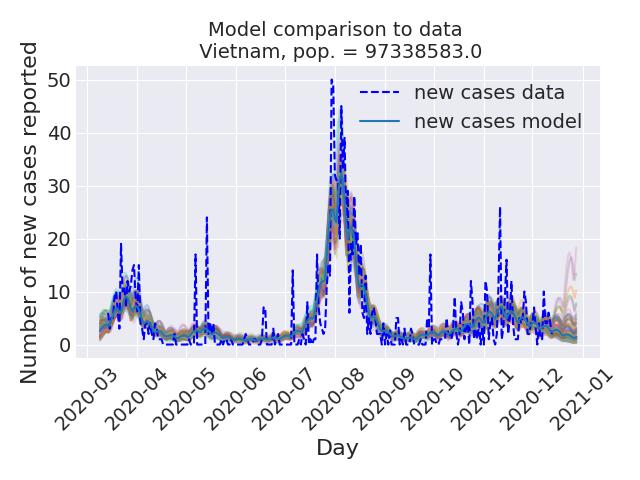 Model comparison to data
Vietnam, pop. = 97338583.0
Number of new cases reported
50
40
30
20
10
0
new cases data
new cases model
2020-03
2020-04
2020-05
2020-06
2020-07
2020-08
2020-09
2020-10
2020-11
2020-12
2021-01
Day